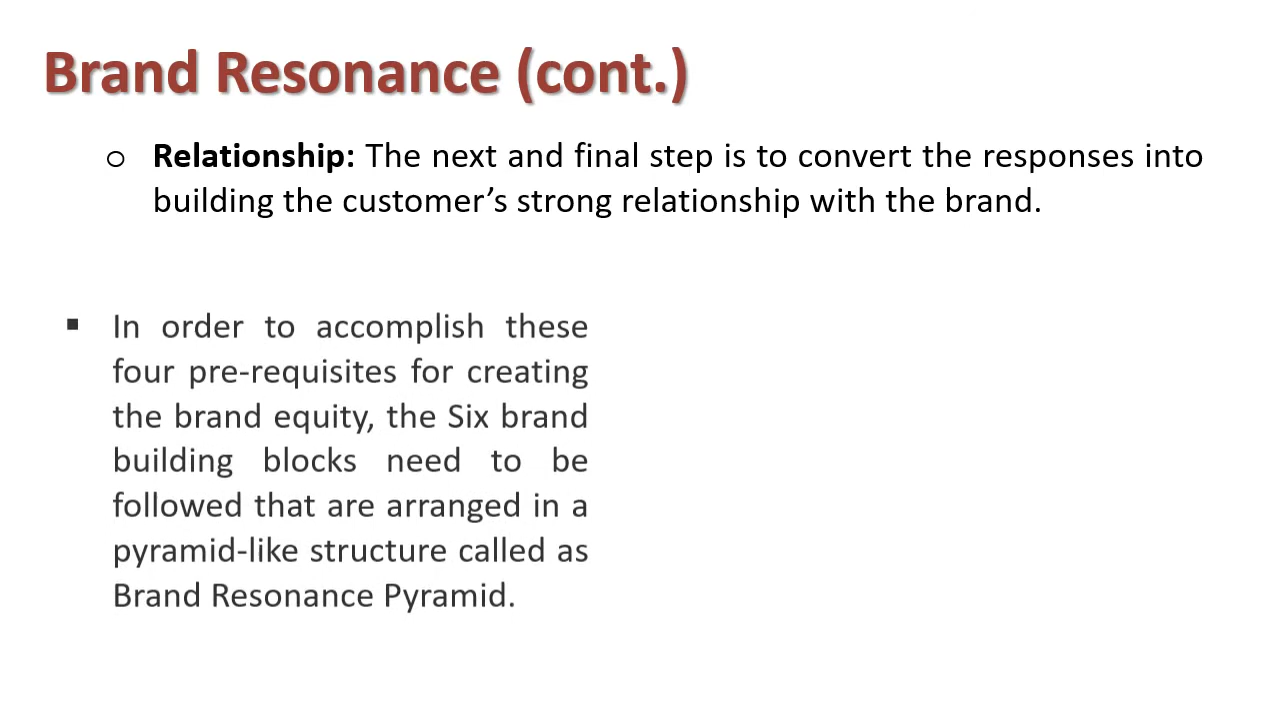 Brand Resonance (cont.)
o Relationship: The next and final step is to convert the responses into
building the customer’s strong relationship with the brand.
▪ In order to accomplish these
four pre-requisites for creating
the brand equity, the Six brand
building blocks need to be
followed that are arranged in a
pyramid-like structure called as
Brand Resonance Pyramid.